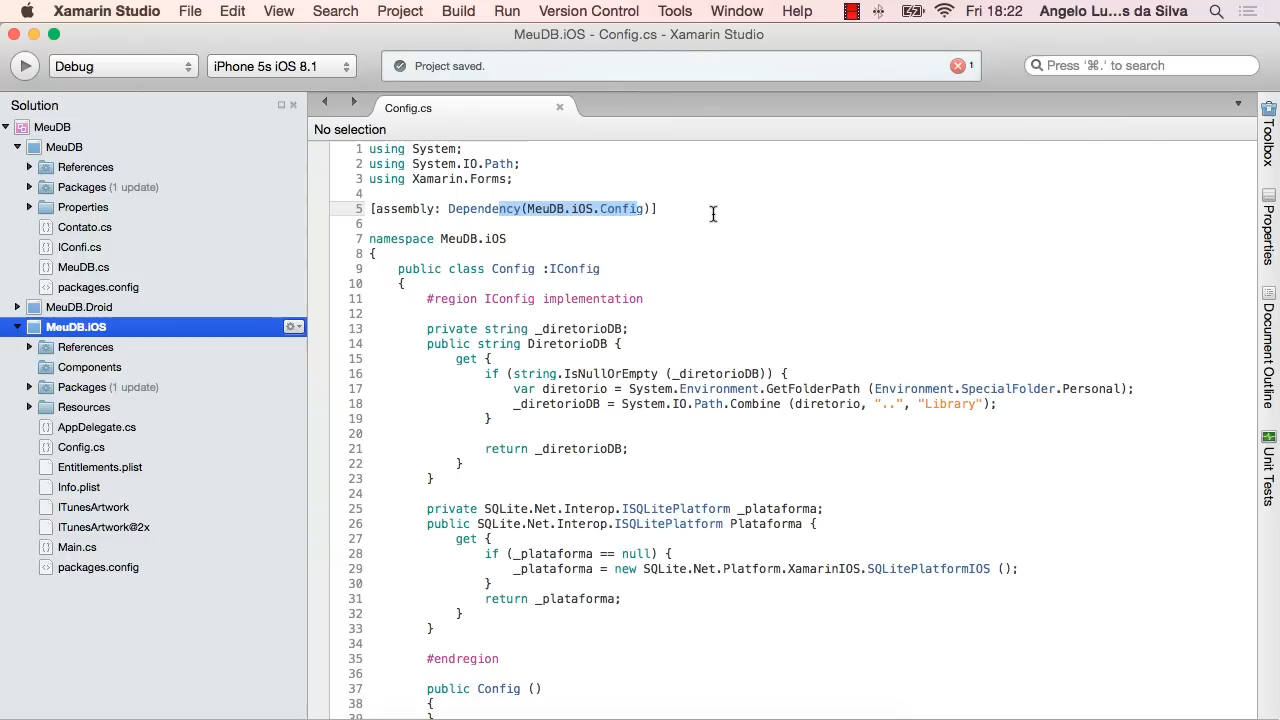 Xamarin Studio File Edit View Search Project Build Run Version Control Tools Window Help Fri 18:22 Angelo Lu...s da Silva
MeuDB.iOS - Config.cs - Xamarin Studio
Debug iPhone 5s iOS 8.1 Project saved. 1 Press '⌘.' to search
Solution
MeuDB
MeuDB
References
Packages (1 update)
Properties
Contato.cs
IConfi.cs
MeuDB.cs
packages.config
MeuDB.Droid
MeuDB.iOS
References
Components
Packages (1 update)
Resources
AppDelegate.cs
Config.cs
Entitlements.plist
Info.plist
ITunesArtwork
ITunesArtwork@2x
Main.cs
packages.config
Config.cs
No selection
1 using System;
2 using System.IO.Path;
3 using Xamarin.Forms;
4
5 [assembly: Dependency(MeuDB.iOS.Config)]
6
7 namespace MeuDB.iOS
8 {
9 public class Config :IConfig
10 {
11 #region IConfig implementation
12
13 private string _diretorioDB;
14 public string DiretorioDB {
15 get {
16 if (string.IsNullOrEmpty (_diretorioDB)) {
17 var diretorio = System.Environment.GetFolderPath (Environment.SpecialFolder.Personal);
18 _diretorioDB = System.IO.Path.Combine (diretorio, "..", "Library");
19 }
20
21 return _diretorioDB;
22 }
23 }
24
25 private SQLite.Net.Interop.ISQLitePlatform _plataforma;
26 public SQLite.Net.Interop.ISQLitePlatform Plataforma {
27 get {
28 if (_plataforma == null) {
29 _plataforma = new SQLite.Net.Platform.XamarinIOS.SQLitePlatformIOS ();
30 }
31 return _plataforma;
32 }
33 }
34
35 #endregion
36
37 public Config ()
38 {
39 }
Toolbox
Properties
Document Outline
Unit Tests